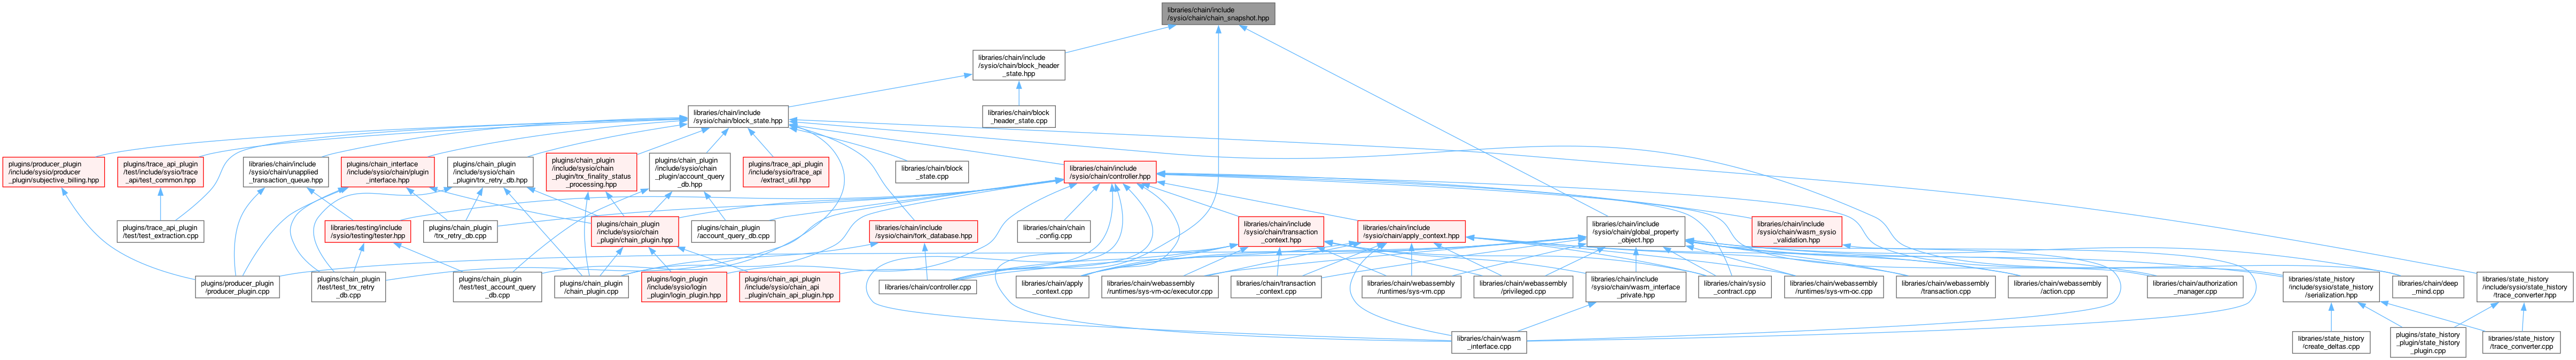 libraries/chain/include
/sysio/chain/chain_snapshot.hpp
libraries/chain/include
/sysio/chain/block_header
_state.hpp
libraries/chain/include
/sysio/chain/block_state.hpp
libraries/chain/block
_header_state.cpp
plugins/producer_plugin
/include/sysio/producer
_plugin/subjective_billing.hpp
plugins/trace_api_plugin
/test/include/sysio/trace
_api/test_common.hpp
libraries/chain/include
/sysio/chain/unapplied
_transaction_queue.hpp
plugins/chain_interface
/include/sysio/chain/plugin
_interface.hpp
plugins/chain_plugin
/include/sysio/chain
_plugin/trx_retry_db.hpp
plugins/chain_plugin
/include/sysio/chain
_plugin/trx_finality_status
_processing.hpp
plugins/chain_plugin
/include/sysio/chain
_plugin/account_query
_db.hpp
plugins/trace_api_plugin
/include/sysio/trace_api
/extract_util.hpp
libraries/chain/block
_state.cpp
libraries/chain/include
/sysio/chain/controller.hpp
plugins/trace_api_plugin
/test/test_extraction.cpp
libraries/testing/include
/sysio/testing/tester.hpp
plugins/chain_plugin
/trx_retry_db.cpp
plugins/chain_plugin
/include/sysio/chain
_plugin/chain_plugin.hpp
plugins/chain_plugin
/account_query_db.cpp
libraries/chain/include
/sysio/chain/fork_database.hpp
libraries/chain/chain
_config.cpp
libraries/chain/include
/sysio/chain/transaction
_context.hpp
libraries/chain/include
/sysio/chain/apply_context.hpp
libraries/chain/include
/sysio/chain/global_property
_object.hpp
libraries/chain/include
/sysio/chain/wasm_sysio
_validation.hpp
plugins/producer_plugin
/producer_plugin.cpp
plugins/chain_plugin
/test/test_trx_retry
_db.cpp
plugins/chain_plugin
/test/test_account_query
_db.cpp
plugins/chain_plugin
/chain_plugin.cpp
plugins/login_plugin
/include/sysio/login
_plugin/login_plugin.hpp
plugins/chain_api_plugin
/include/sysio/chain_api
_plugin/chain_api_plugin.hpp
libraries/chain/controller.cpp
libraries/chain/apply
_context.cpp
libraries/chain/webassembly
/runtimes/sys-vm-oc/executor.cpp
libraries/chain/transaction
_context.cpp
libraries/chain/webassembly
/runtimes/sys-vm.cpp
libraries/chain/webassembly
/privileged.cpp
libraries/chain/include
/sysio/chain/wasm_interface
_private.hpp
libraries/chain/sysio
_contract.cpp
libraries/chain/webassembly
/runtimes/sys-vm-oc.cpp
libraries/chain/webassembly
/transaction.cpp
libraries/chain/webassembly
/action.cpp
libraries/chain/authorization
_manager.cpp
libraries/state_history
/include/sysio/state_history
/serialization.hpp
libraries/chain/deep
_mind.cpp
libraries/state_history
/include/sysio/state_history
/trace_converter.hpp
libraries/chain/wasm
_interface.cpp
libraries/state_history
/create_deltas.cpp
plugins/state_history
_plugin/state_history
_plugin.cpp
libraries/state_history
/trace_converter.cpp